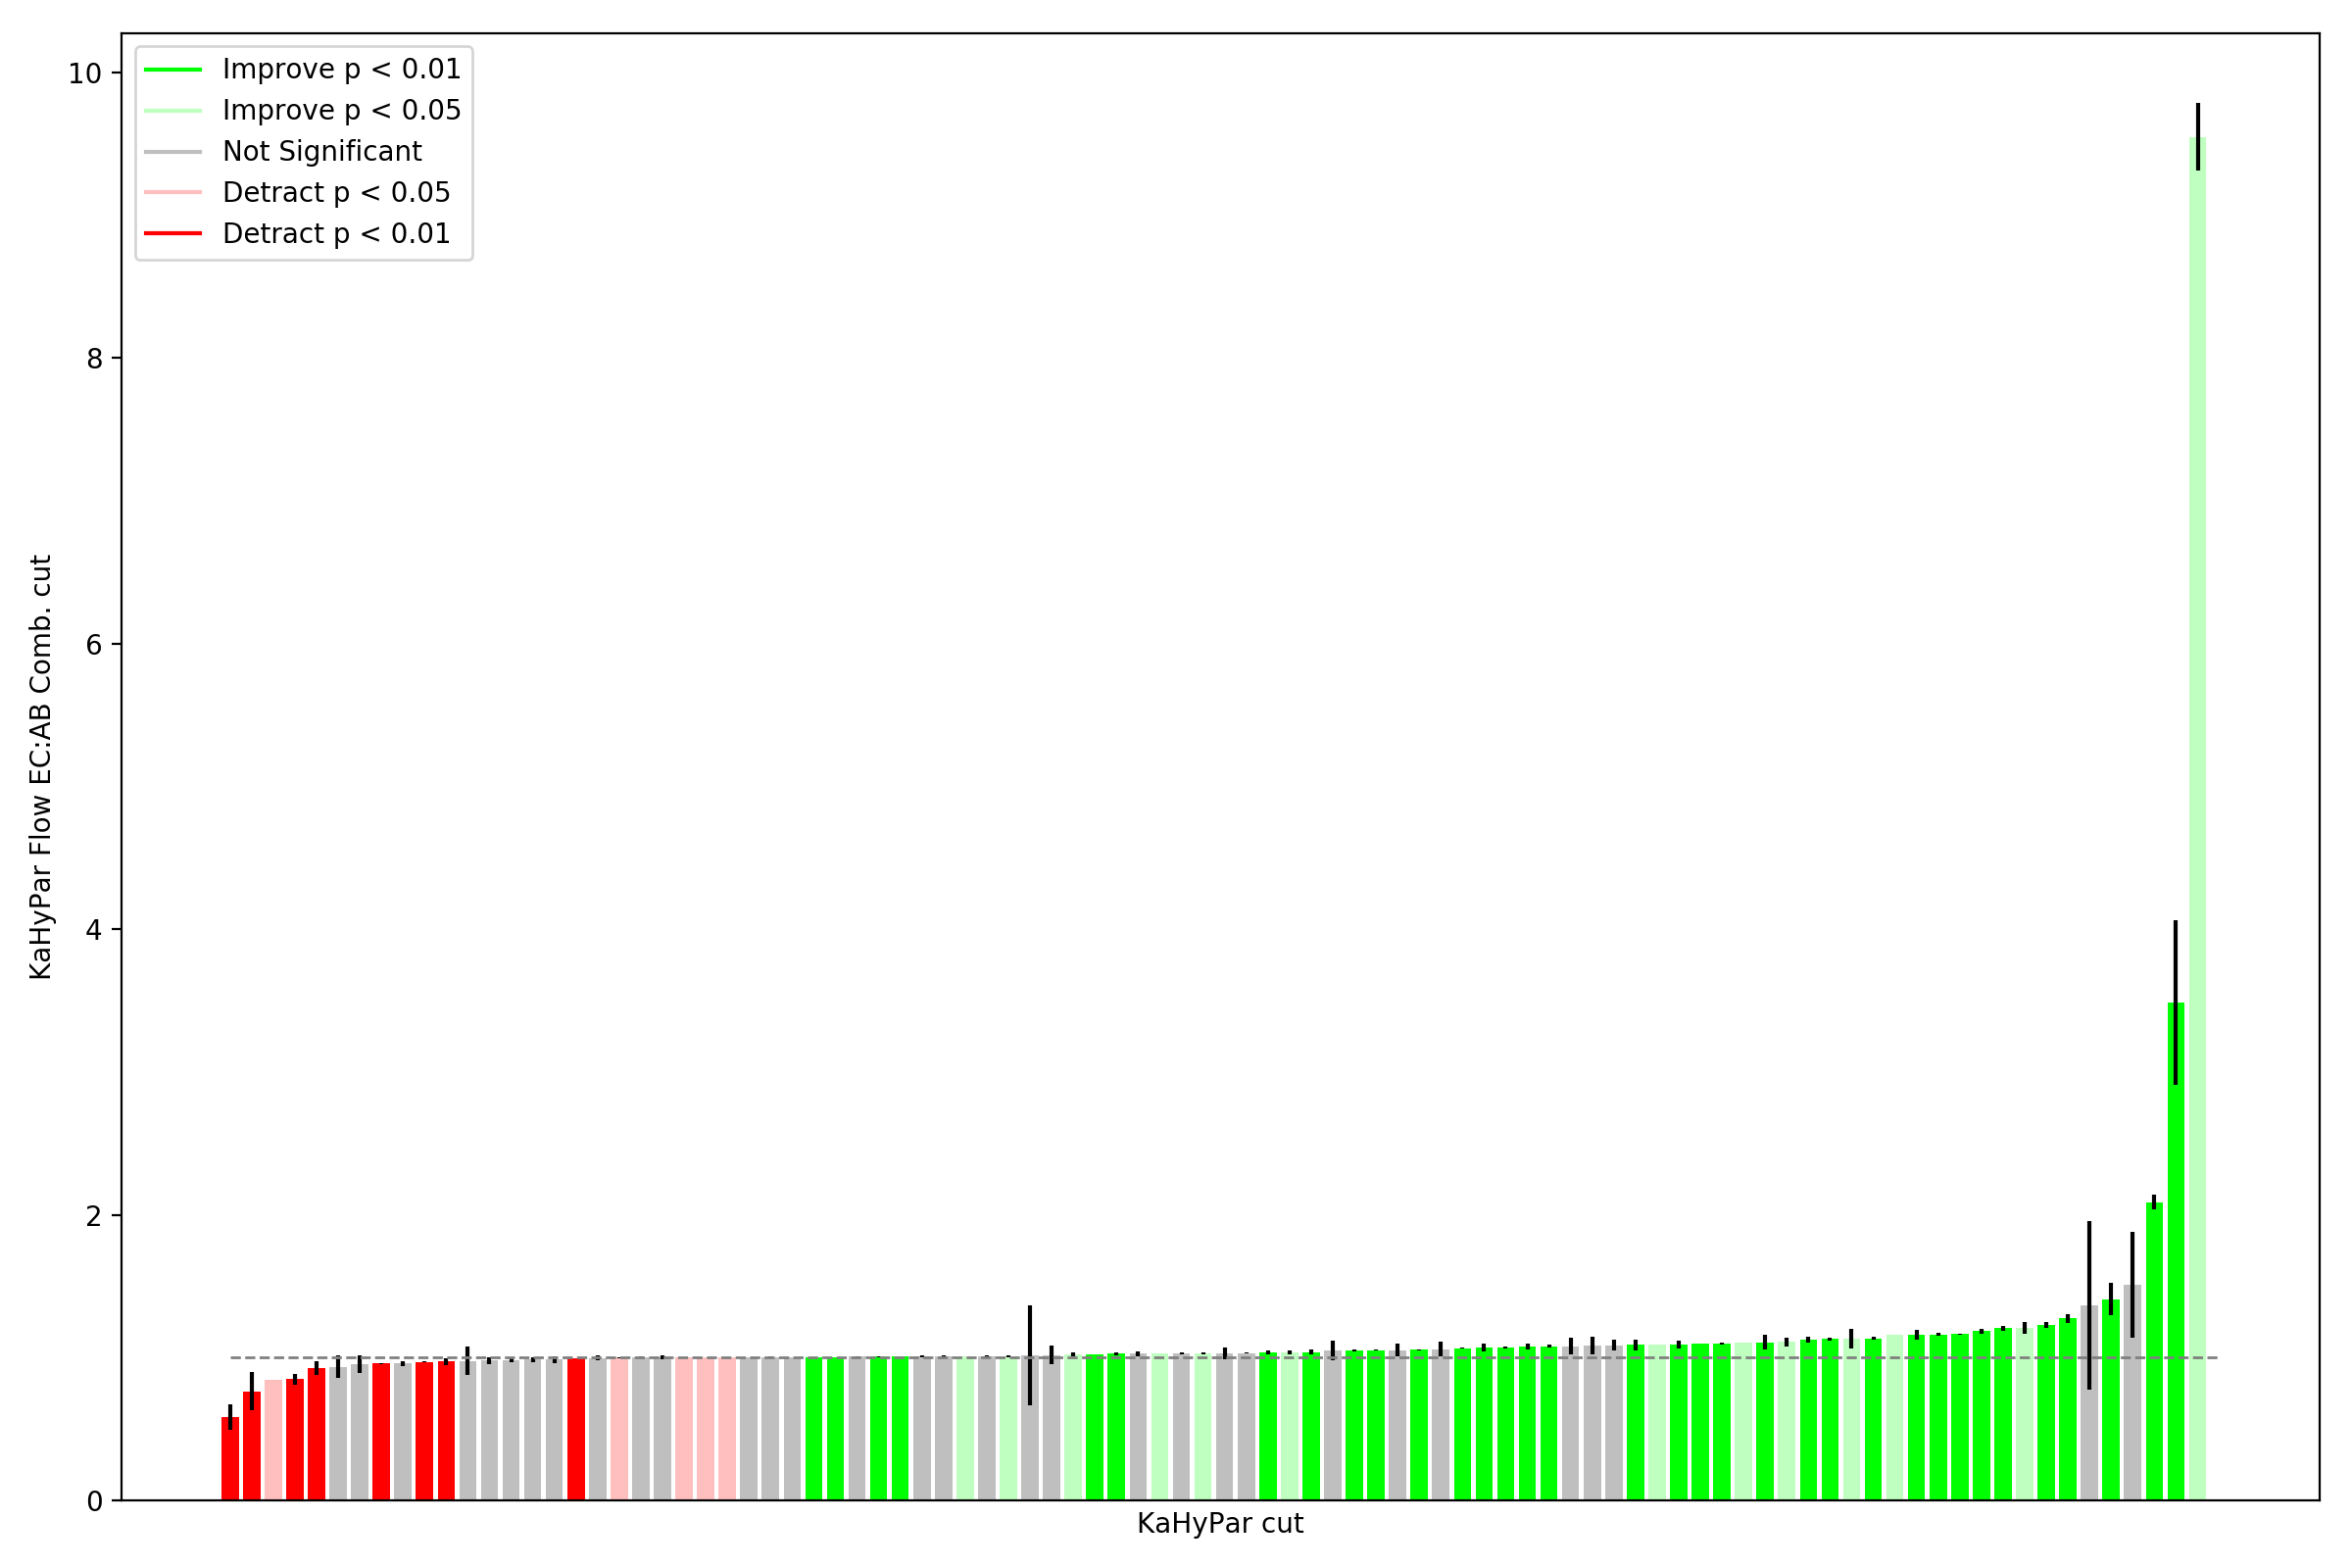 Improve p < 0.01
Improve p < 0.05
Not Significant
Detract p < 0.05
Detract p < 0.01
10
8
6
4
2
0
KaHyPar Flow EC:AB Comb. cut
KaHyPar cut